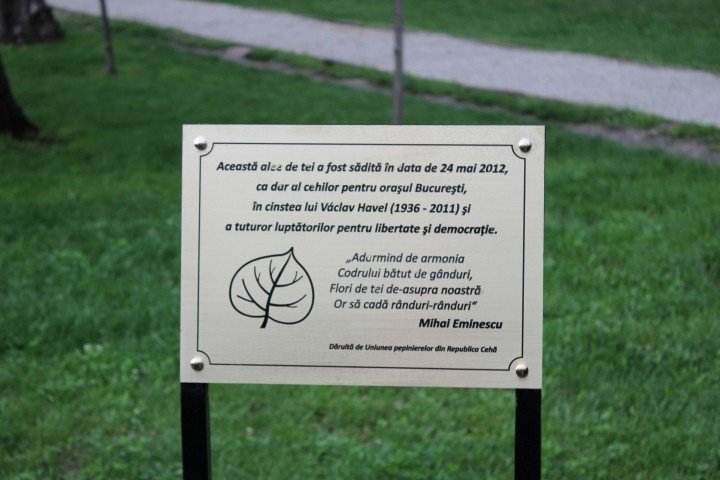 Această alee de tei a fost sădită în data de 24 mai 2012,
ca dar al cehilor pentru orașul București,
în cinstea lui Václav Havel (1936 - 2011) și
a tuturor luptătorilor pentru libertate și democrație.
„Adormind de armonia
Codrului bătut de gânduri,
Flori de tei de-asupra noastră
Or să cadă rânduri-rânduri“
Mihai Eminescu
Dăruită de Uniunea pepinierelor din Republica Cehă